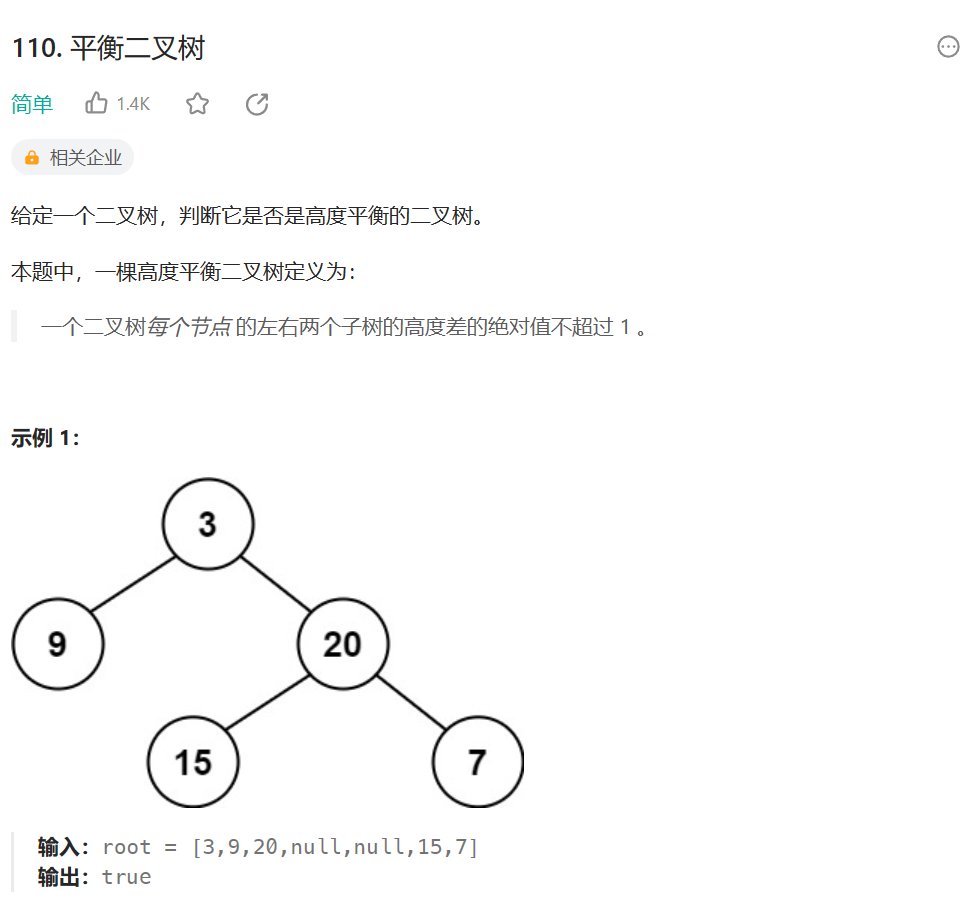 110. 平衡二叉树
简单 1.4K
相关企业
给定一个二叉树，判断它是否是高度平衡的二叉树。
本题中，一棵高度平衡二叉树定义为：
一个二叉树每个节点 的左右两个子树的高度差的绝对值不超过 1 。
示例 1：
3
9 20
15 7
输入：root = [3,9,20,null,null,15,7]
输出：true